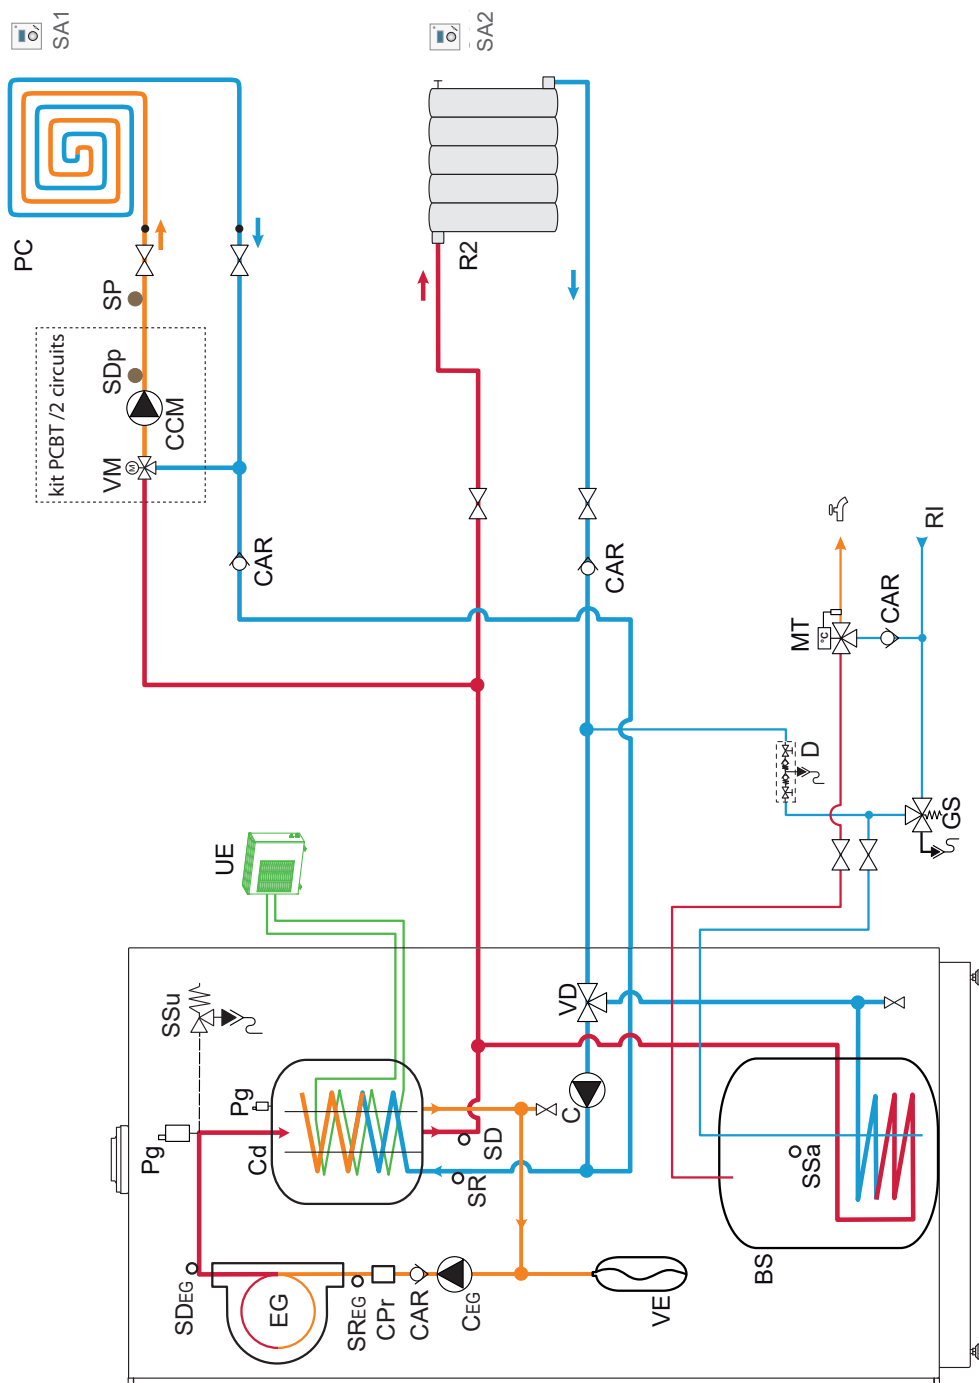 SA1
SA2
PC
SP
SDp
kit PCBT /2 circuits
CCM
VM
M
R2
CAR
CAR
RI
CAR
MT
°C
D
GS
UE
SSu
VD
Pg
Pg
Cd
C
SD
SR
SSa
BS
SDEG
EG
SREG
CPr
CAR
CEG
VE